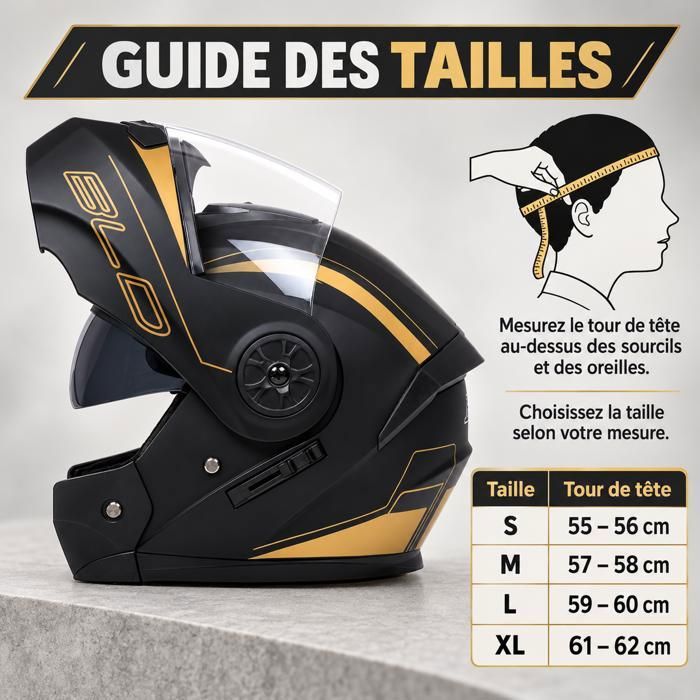 GUIDE DES TAILLES
BLD
Mesurez le tour de tête
au-dessus des sourcils
et des oreilles.
Choisissez la taille
selon votre mesure.
Taille Tour de tête
S 55 – 56 cm
M 57 – 58 cm
L 59 – 60 cm
XL 61 – 62 cm